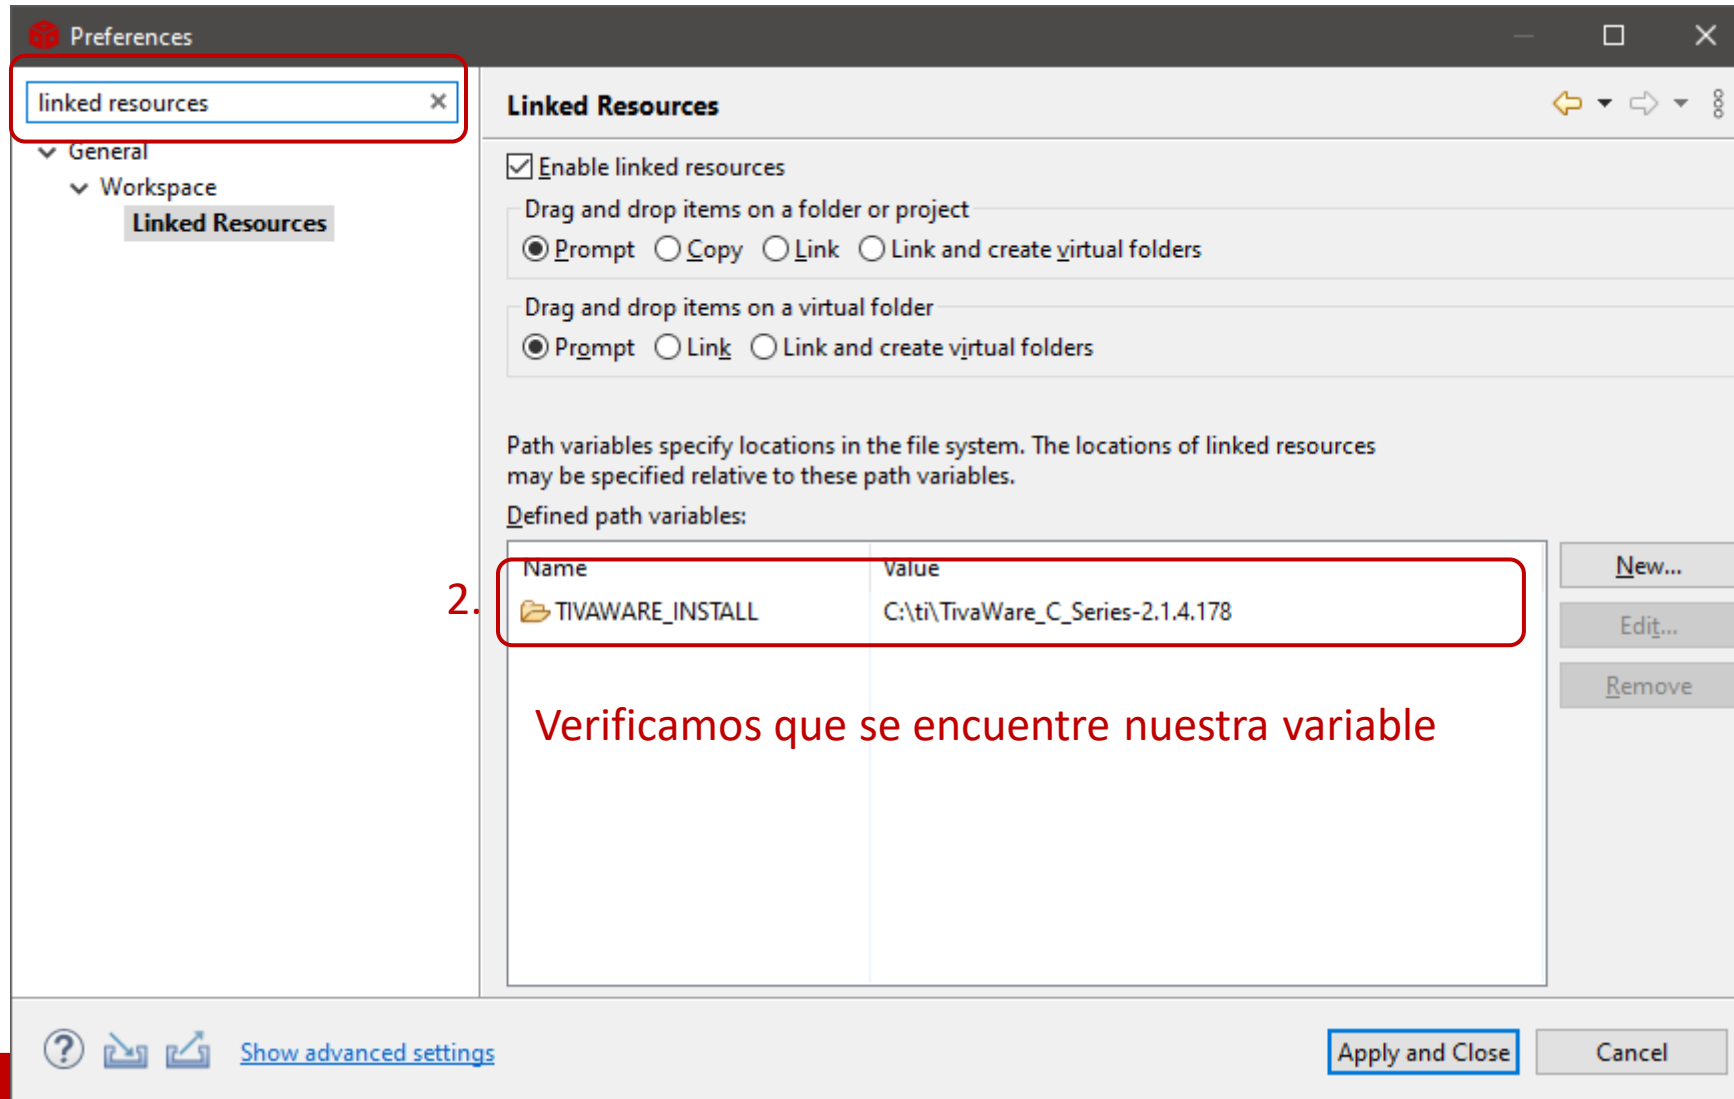 Preferences
linked resources
General
Workspace
Linked Resources
Linked Resources
Enable linked resources
Drag and drop items on a folder or project
Prompt Copy Link Link and create virtual folders
Drag and drop items on a virtual folder
Prompt Link Link and create virtual folders
Path variables specify locations in the file system. The locations of linked resources
may be specified relative to these path variables.
Defined path variables:
Name Value
2. TIVAWARE_INSTALL C:\ti\TivaWare_C_Series-2.1.4.178
Verificamos que se encuentre nuestra variable
New...
Edit...
Remove
Show advanced settings
Apply and Close Cancel